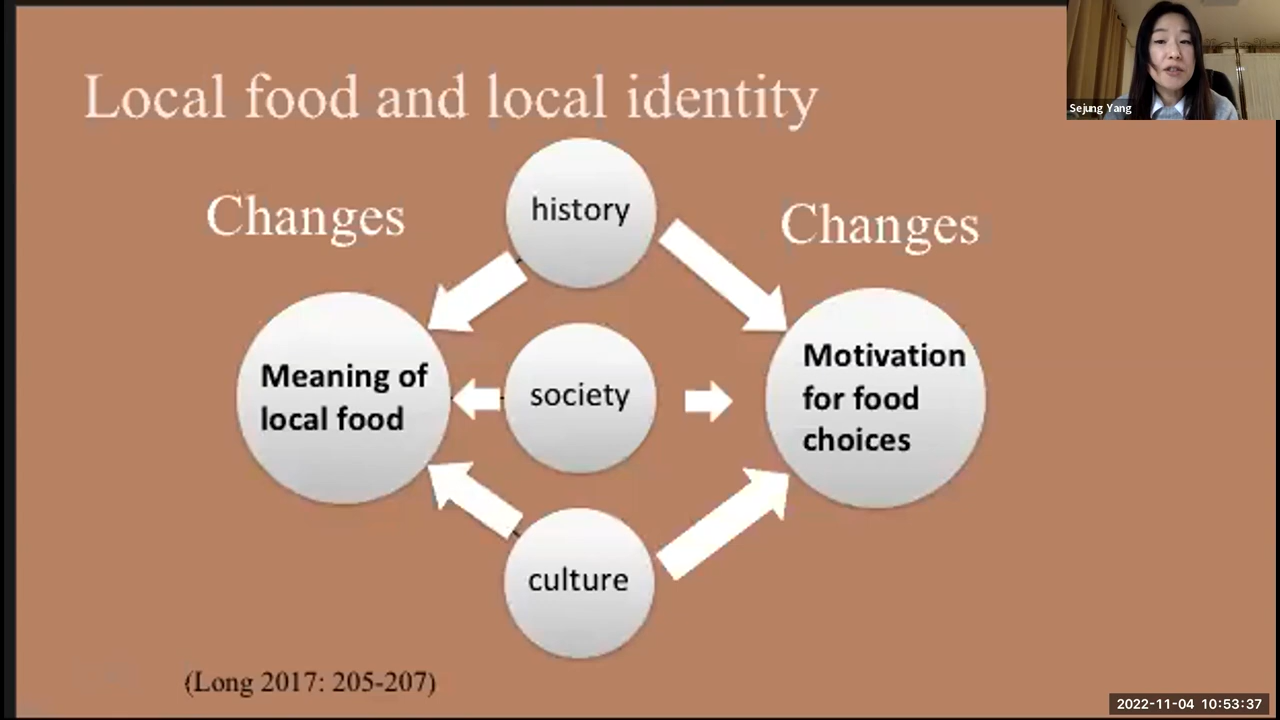 Local food and local identity
Sejung Yang
Changes
history
Changes
Meaning of
local food
society
Motivation
for food
choices
culture
(Long 2017: 205-207)
2022-11-04 10:53:37